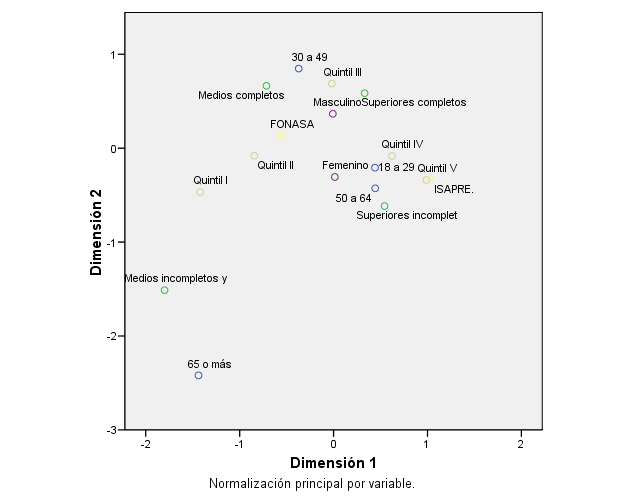 1
0
-1
-2
-3
Dimensión 2
30 a 49
Quintil III
Medios completos
Masculino
Superiores completos
FONASA
Quintil IV
Quintil II
Femenino
18 a 29
Quintil V
Quintil I
ISAPRE.
50 a 64
Superiores incomplet
Medios incompletos y
65 o más
-2
-1
0
1
2
Dimensión 1
Normalización principal por variable.